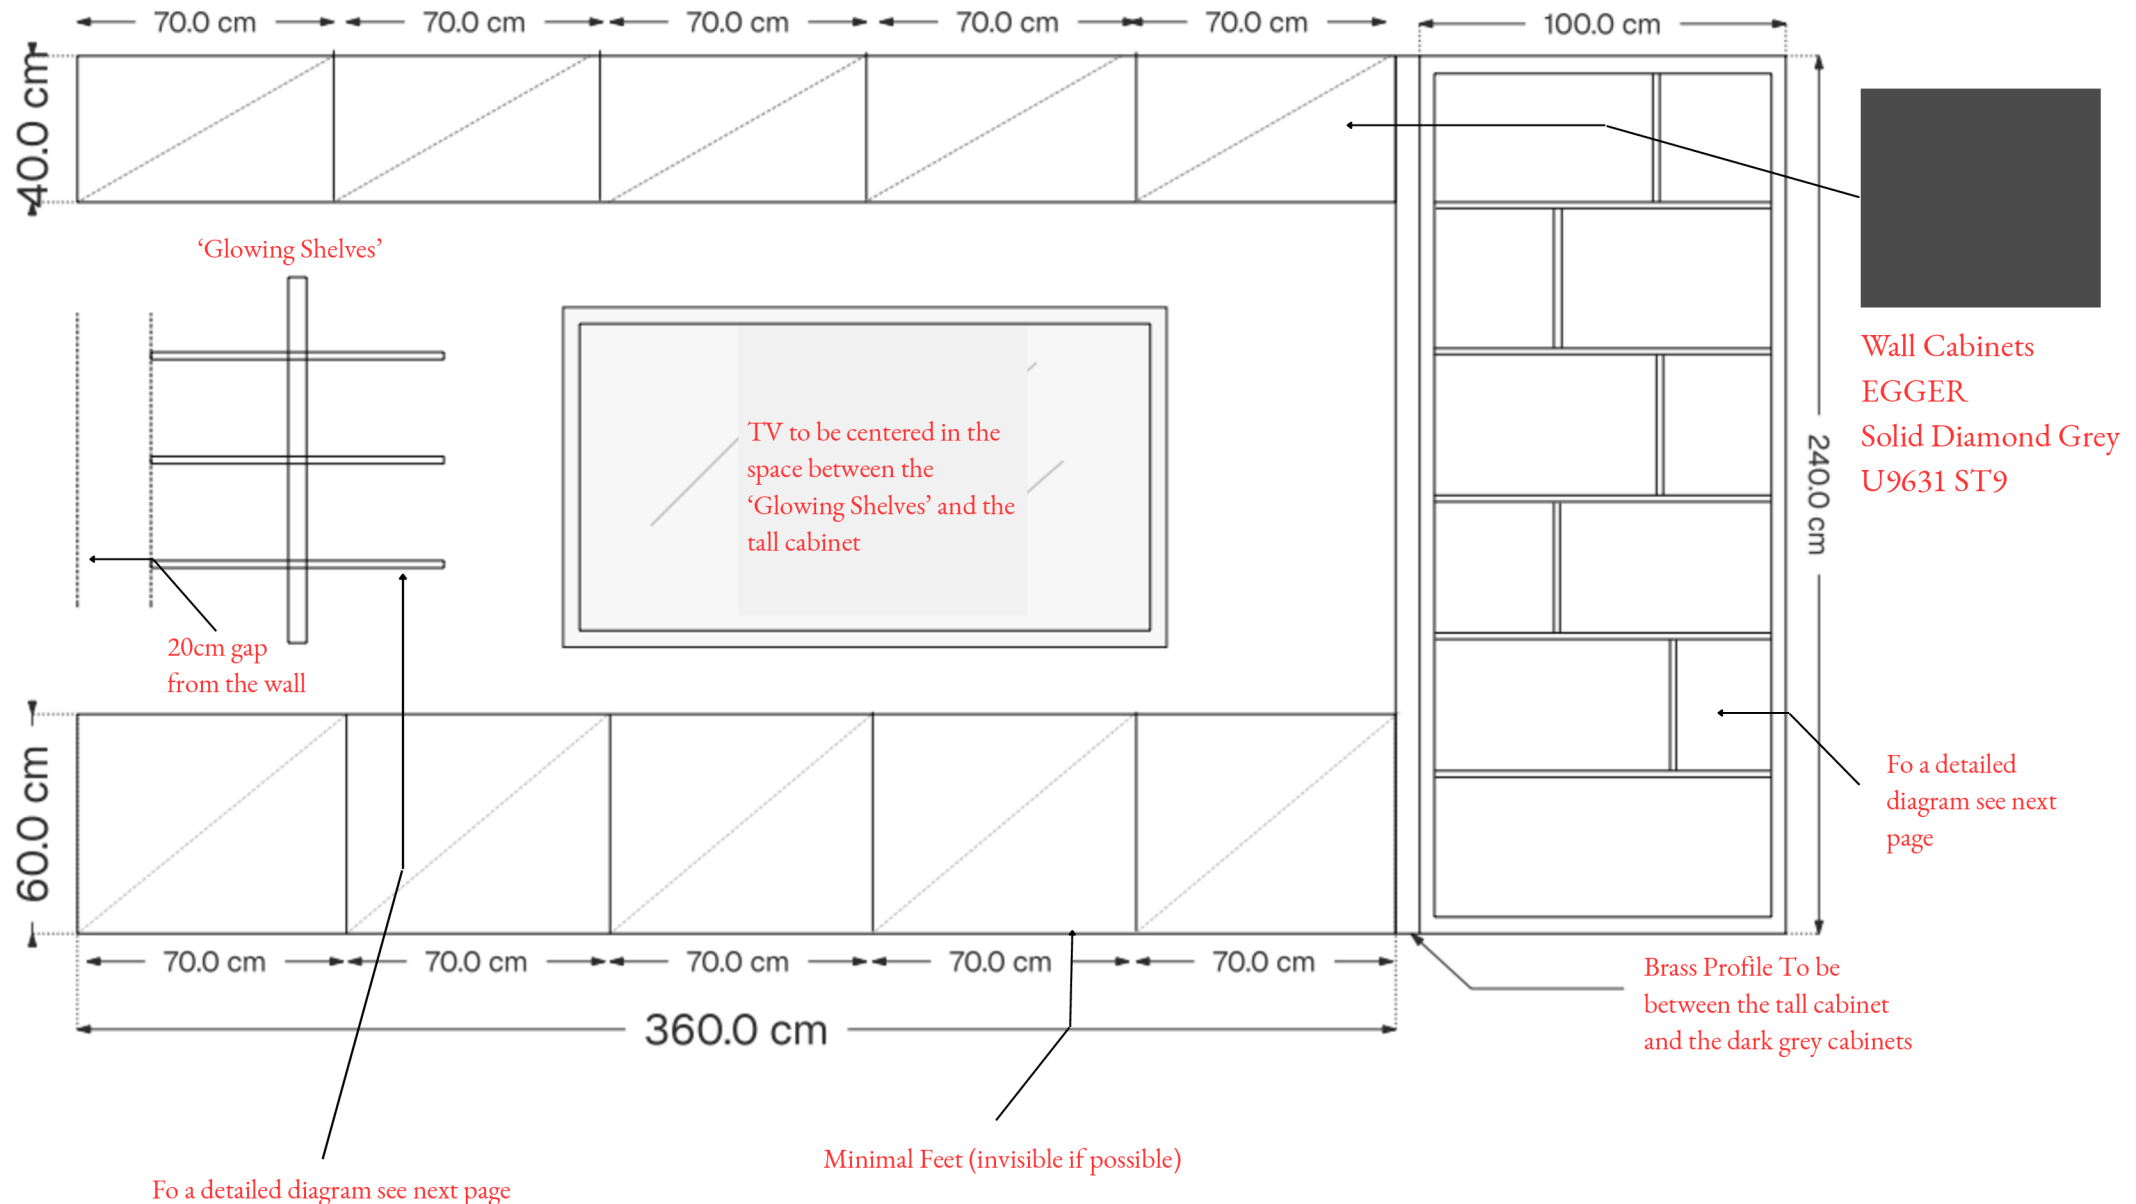 70.0 cm
70.0 cm
70.0 cm
70.0 cm
70.0 cm
100.0 cm
40.0 cm
‘Glowing Shelves’
TV to be centered in the
space between the
‘Glowing Shelves’ and the
tall cabinet
240.0 cm
Wall Cabinets
EGGER
Solid Diamond Grey
U9631 ST9
20cm gap
from the wall
60.0 cm
Fo a detailed
diagram see next
page
70.0 cm
70.0 cm
70.0 cm
70.0 cm
70.0 cm
360.0 cm
Brass Profile To be
between the tall cabinet
and the dark grey cabinets
Minimal Feet (invisible if possible)
Fo a detailed diagram see next page